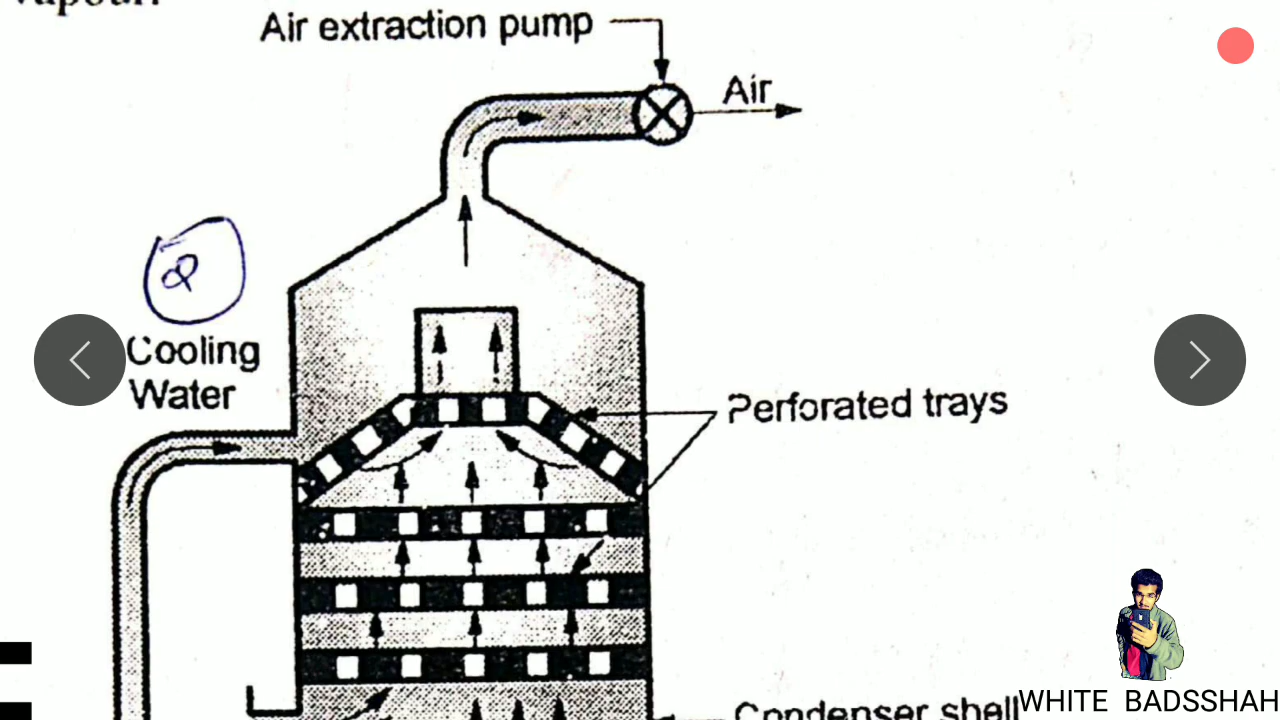 Air extraction pump
Air
Cooling
Water
Perforated trays
Condenser shell
WHITE BADSSHAH